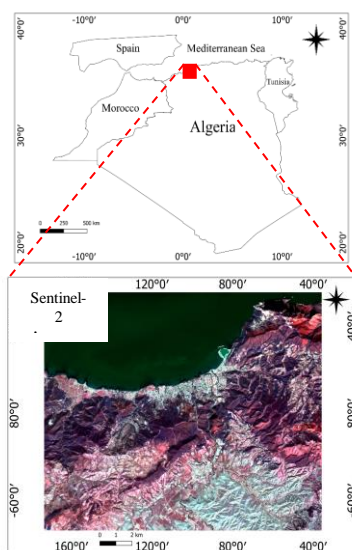 -10°0' 0°0' 10°0'
40°0' 40°0'
Spain Mediterranean Sea
Tunisia
Morocco
Algeria
30°0' 30°0'
0 250 500 km
20°0' 20°0'
-10°0' 0°0' 10°0'
120°0' 80°0' 40°0'
Sentinel-
2
40°0'
80°0' 80°0'
-60°0' -60°0'
0 1 2 km
160°0' 120°0' 80°0' 40°0'